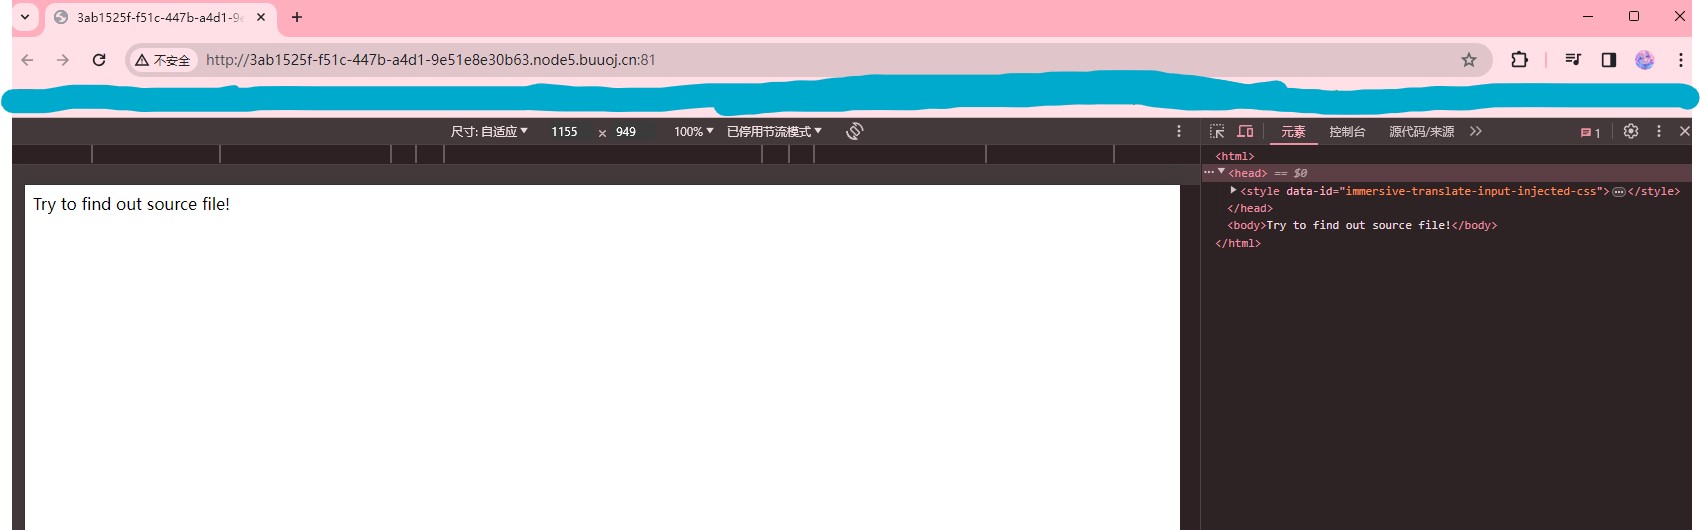 3ab1525f-f51c-447b-a4d1-9
不安全 http://3ab1525f-f51c-447b-a4d1-9e51e8e30b63.node5.buuoj.cn:81
尺寸: 自适应 1155 × 949 100% 已停用节流模式
元素 控制台 源代码/来源 1
Try to find out source file!
<html>
<head> == $0
<style data-id="immersive-translate-input-injected-css"></style>
</head>
<body>Try to find out source file!</body>
</html>